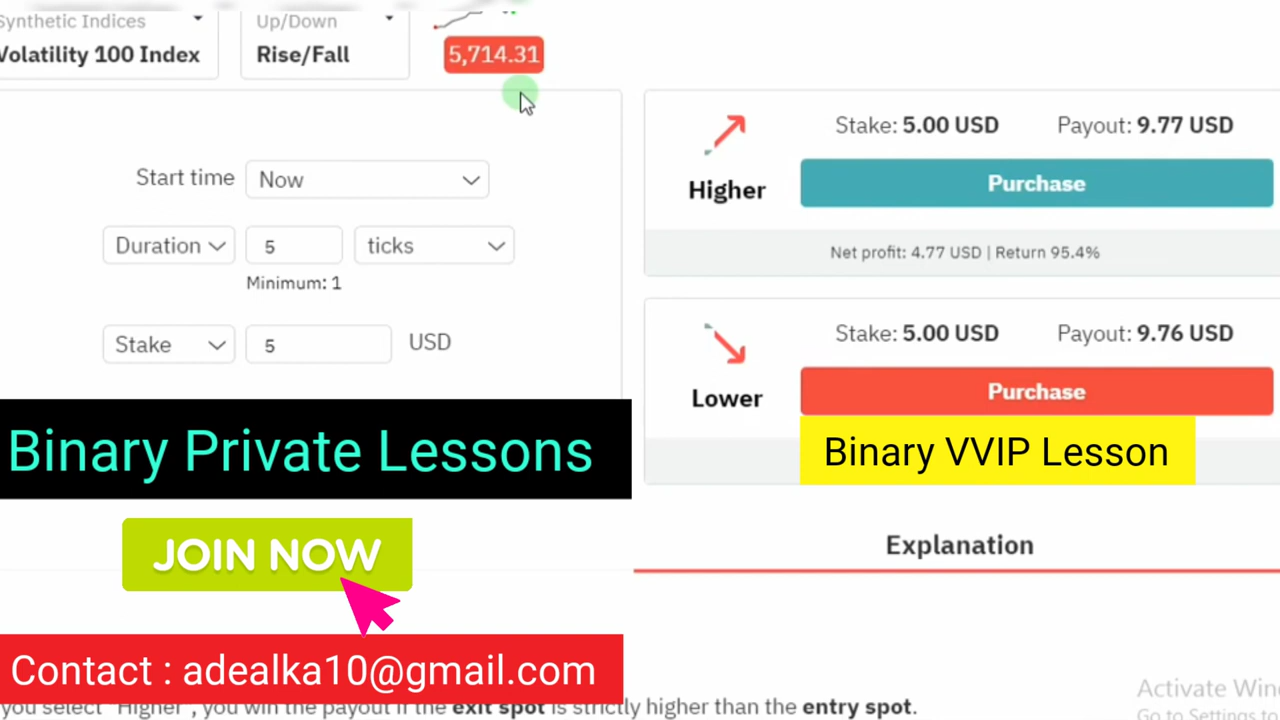 Synthetic Indices
Up/Down
Volatility 100 Index
Rise/Fall
5,714.31
Start time
Now
Duration
5
ticks
Minimum: 1
Stake
5
USD
Higher
Stake: 5.00 USD
Payout: 9.77 USD
Purchase
Net profit: 4.77 USD | Return 95.4%
Lower
Stake: 5.00 USD
Payout: 9.76 USD
Purchase
Binary Private Lessons
Binary VVIP Lesson
JOIN NOW
Explanation
Contact : adealka10@gmail.com
you select "Higher", you win the payout if the exit spot is strictly higher than the entry spot.
Activate Win
Go to Settings to